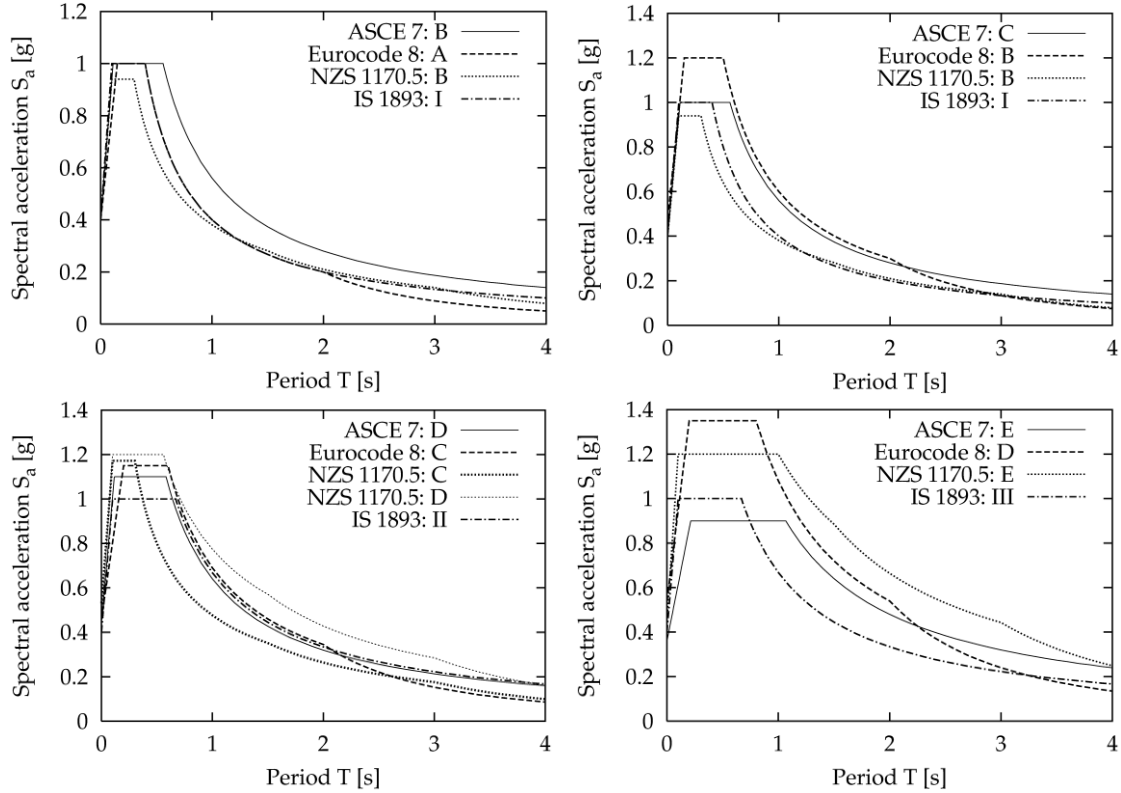 Spectral acceleration Sₐ [g]
1.2
1
0.8
0.6
0.4
0.2
0
ASCE 7: B
Eurocode 8: A
NZS 1170.5: B
IS 1893: I
0 1 2 3 4
Period T [s]
Spectral acceleration Sₐ [g]
1.4
1.2
1
0.8
0.6
0.4
0.2
0
ASCE 7: C
Eurocode 8: B
NZS 1170.5: B
IS 1893: I
0 1 2 3 4
Period T [s]
Spectral acceleration Sₐ [g]
1.4
1.2
1
0.8
0.6
0.4
0.2
0
ASCE 7: D
Eurocode 8: C
NZS 1170.5: C
NZS 1170.5: D
IS 1893: II
0 1 2 3 4
Period T [s]
Spectral acceleration Sₐ [g]
1.4
1.2
1
0.8
0.6
0.4
0.2
0
ASCE 7: E
Eurocode 8: D
NZS 1170.5: E
IS 1893: III
0 1 2 3 4
Period T [s]